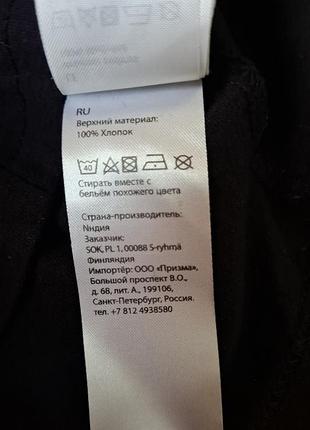 RU
Верхний материал:
100% Хлопок
40
Стирать вместе с
бельём похожего цвета
Страна-производитель:
Nндия
Заказчик:
SOK, PL 1, 00088 S-ryhmä
Финляндия
Импортёр: ООО «Призма»,
Большой проспект В.О.,
д. 68, лит. А., 199106,
Санкт-Петербург, Россия.
тел. +7 812 4938580